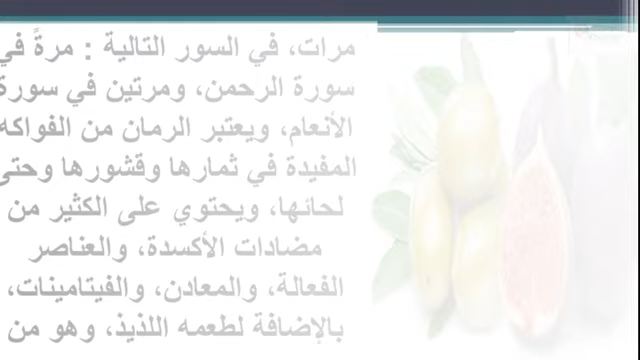 مرات، في السور التالية : مرةً في
سورة الرحمن، ومرتين في سورة
الأنعام، ويعتبر الرمان من الفواكه
المفيدة في ثمارها وقشورها وحتى
لحائها، ويحتوي على الكثير من
مضادات الأكسدة، والعناصر
الفعالة، والمعادن، والفيتامينات،
بالإضافة لطعمه اللذيذ، وهو من